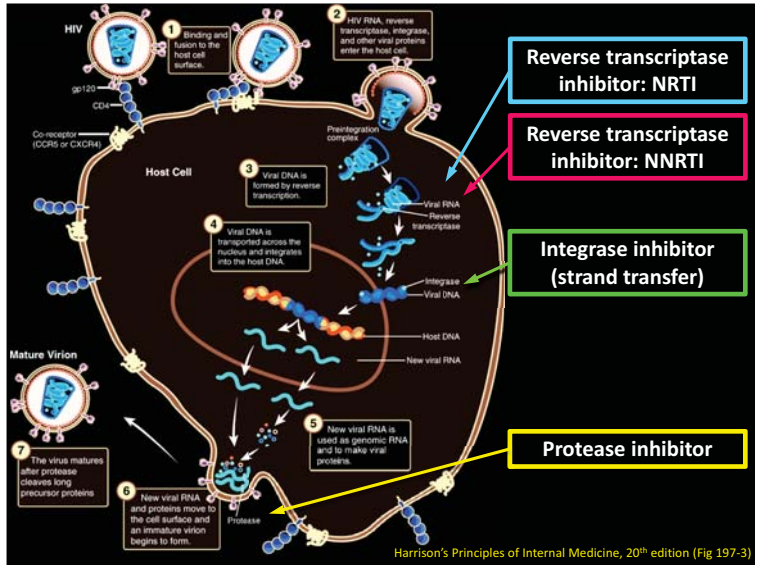 HIV
1
Binding and
fusion to the
host cell
surface.
2
HIV RNA, reverse
transcriptase, integrase,
and other viral proteins
enter the host cell.
gp120
CD4
Co-receptor
(CCR5 or CXCR4)
Host Cell
Preintegration
complex
3
Viral DNA is
formed by reverse
transcription.
Viral RNA
Reverse
transcriptase
4
Viral DNA is
transported across the
nucleus and integrates
into the host DNA.
Integrase
Viral DNA
Host DNA
New viral RNA
Mature Virion
5
New viral RNA is
used as genomic RNA
and to make viral
proteins.
7
The virus matures
after protease
cleaves long
precursor proteins
6
New viral RNA
and proteins move to
the cell surface and
an immature virion
begins to form.
Protease
Reverse transcriptase
inhibitor: NRTI
Reverse transcriptase
inhibitor: NNRTI
Integrase inhibitor
(strand transfer)
Protease inhibitor
Harrison's Principles of Internal Medicine, 20th edition (Fig 197-3)